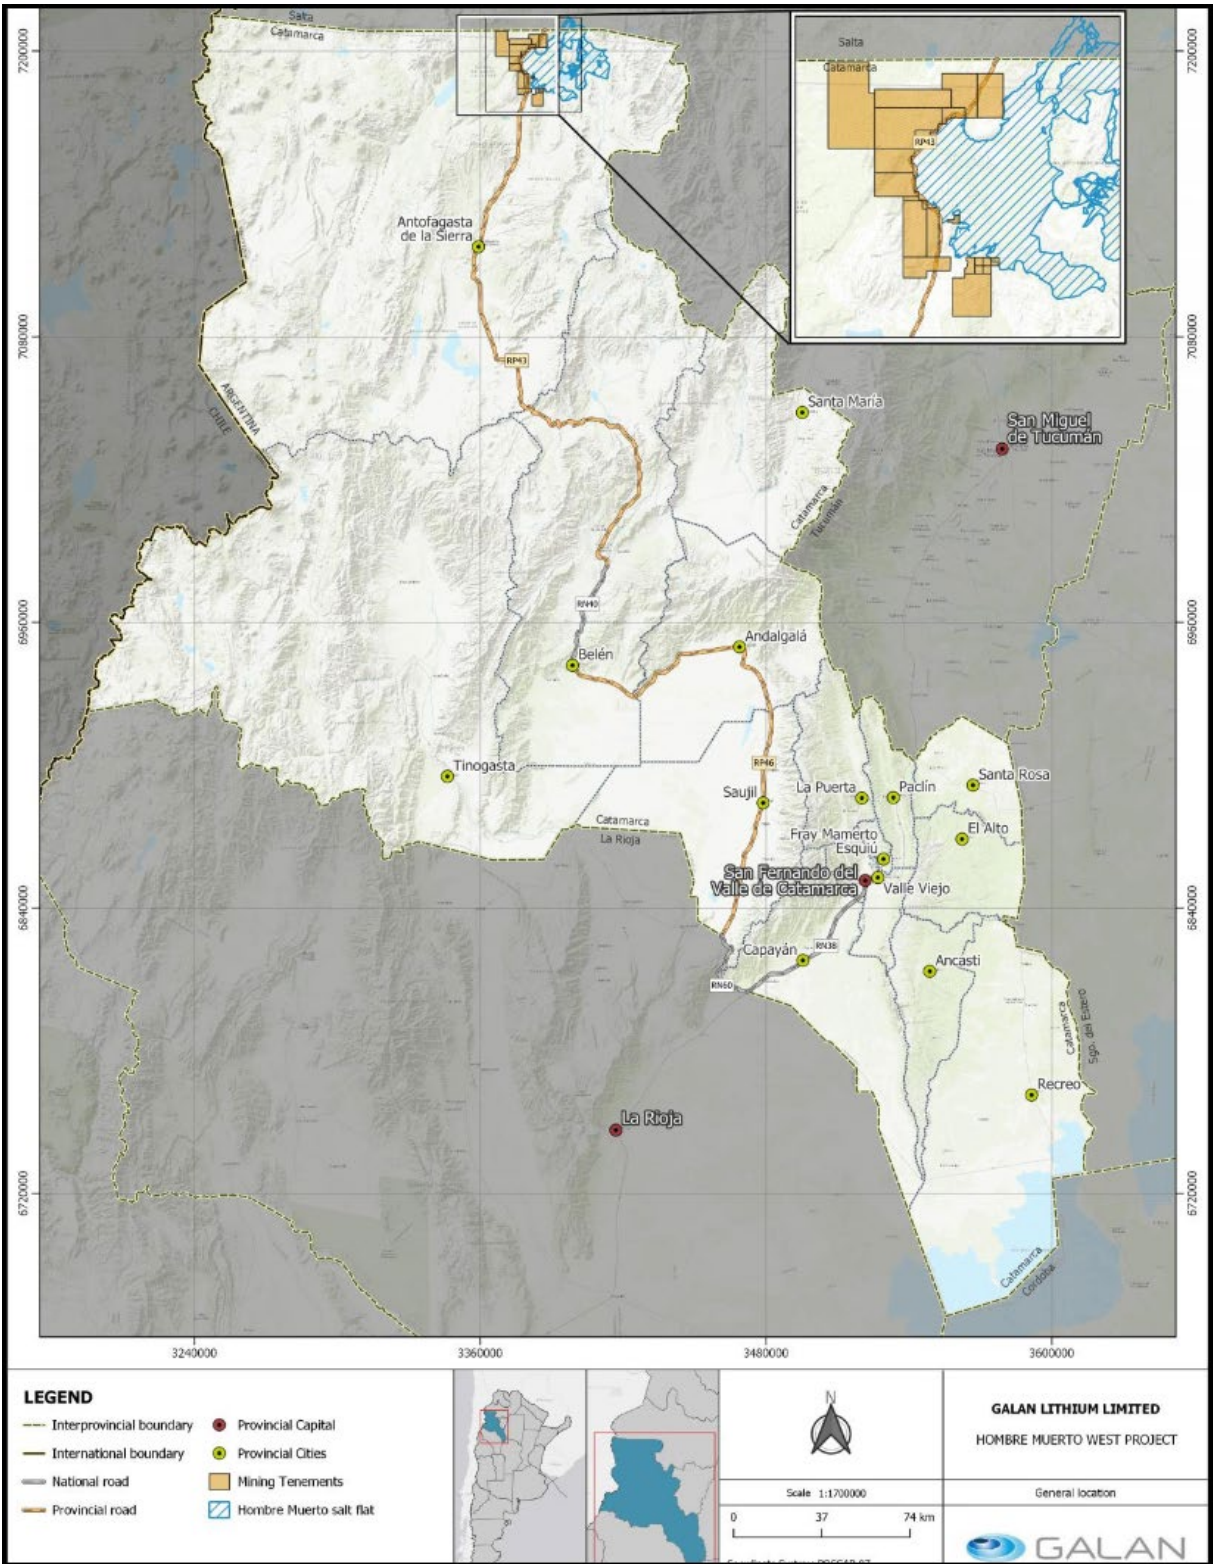 Salta
Catamarca
7200000
7200000
Salta
Catamarca
RP43
Antofagasta
de la Sierra
7080000
7080000
RP43
ARGENTINA
CHILE
Santa María
San Miguel
de Tucumán
Catamarca
Tucumán
RN40
6960000
6960000
Andalgalá
Belén
RP46
Tinogasta
Saujil
La Puerta
Paclín
Santa Rosa
Catamarca
La Rioja
Fray Mamerto
Esquiú
El Alto
San Fernando del
Valle de Catamarca
Valle Viejo
6840000
6840000
Capayán
RN38
RN60
Ancasti
Catamarca
Sgo. del Estero
Recreo
La Rioja
6720000
6720000
Catamarca
Cordoba
3240000
3360000
3480000
3600000
LEGEND
Interprovincial boundary
International boundary
National road
Provincial road
Provincial Capital
Provincial Cities
Mining Tenements
Hombre Muerto salt flat
N
Scale 1:1700000
0 37 74 km
GALAN LITHIUM LIMITED
HOMBRE MUERTO WEST PROJECT
General location
GALAN